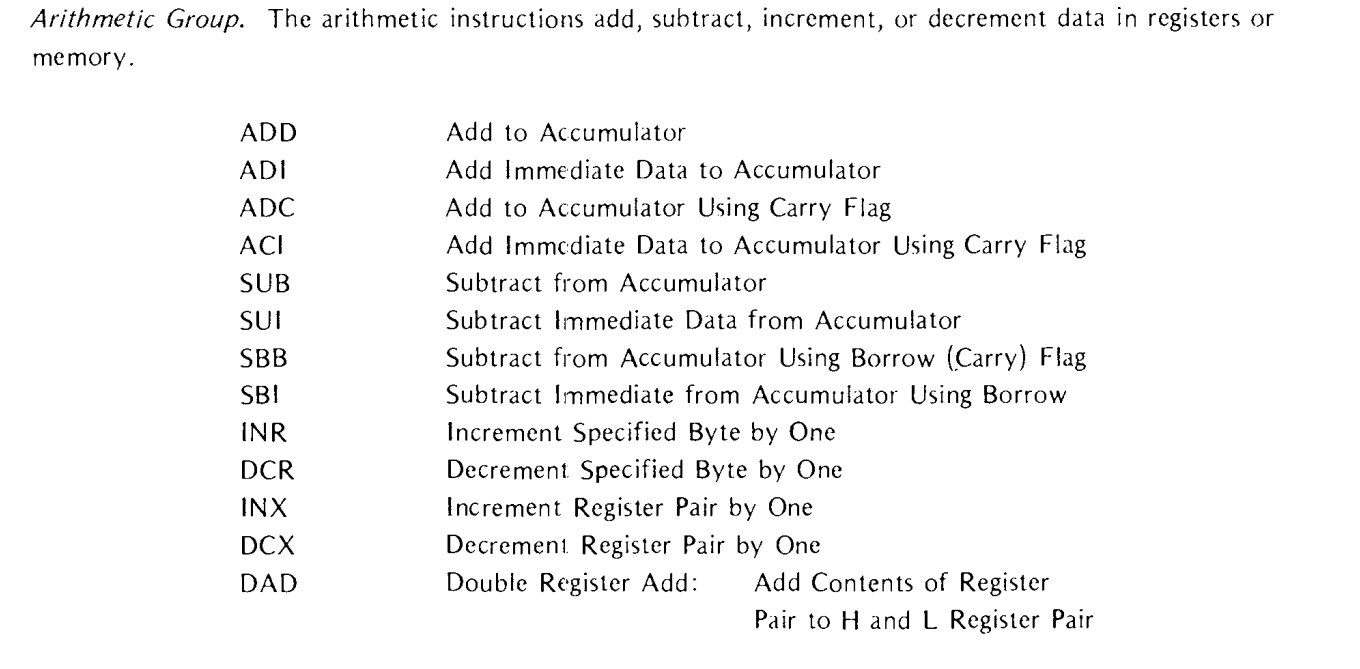 Arithmetic Group. The arithmetic instructions add, subtract, increment, or decrement data in registers or
memory.
ADD Add to Accumulator
ADI Add Immediate Data to Accumulator
ADC Add to Accumulator Using Carry Flag
ACI Add Immediate Data to Accumulator Using Carry Flag
SUB Subtract from Accumulator
SUI Subtract Immediate Data from Accumulator
SBB Subtract from Accumulator Using Borrow (Carry) Flag
SBI Subtract Immediate from Accumulator Using Borrow
INR Increment Specified Byte by One
DCR Decrement Specified Byte by One
INX Increment Register Pair by One
DCX Decrement Register Pair by One
DAD Double Register Add: Add Contents of Register
Pair to H and L Register Pair